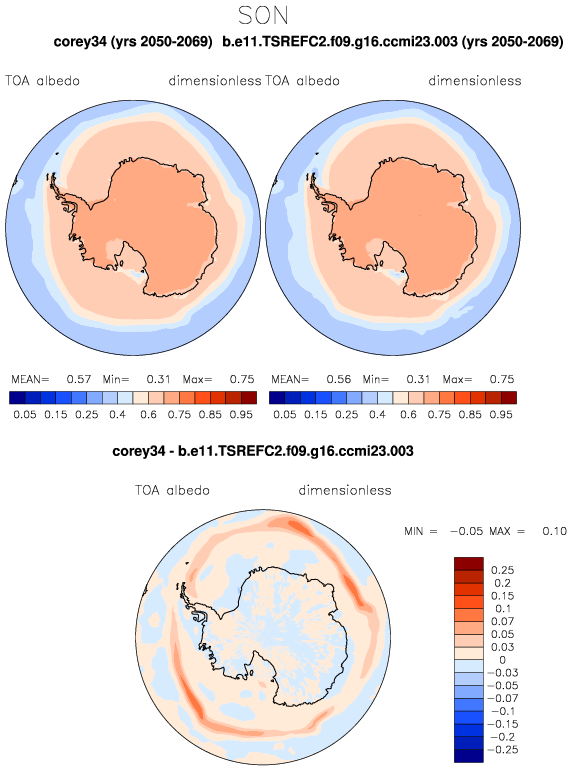 SON
corey34 (yrs 2050-2069) b.e11.TSREFC2.f09.g16.ccmi23.003 (yrs 2050-2069)
TOA albedo dimensionless TOA albedo dimensionless
MEAN= 0.57 Min= 0.31 Max= 0.75 MEAN= 0.56 Min= 0.31 Max= 0.75
0.05 0.15 0.25 0.4 0.6 0.75 0.85 0.95 0.05 0.15 0.25 0.4 0.6 0.75 0.85 0.95
corey34 - b.e11.TSREFC2.f09.g16.ccmi23.003
TOA albedo dimensionless
MIN = -0.05 MAX = 0.10
0.25
0.2
0.15
0.1
0.07
0.05
0.03
0
-0.03
-0.05
-0.07
-0.1
-0.15
-0.2
-0.25